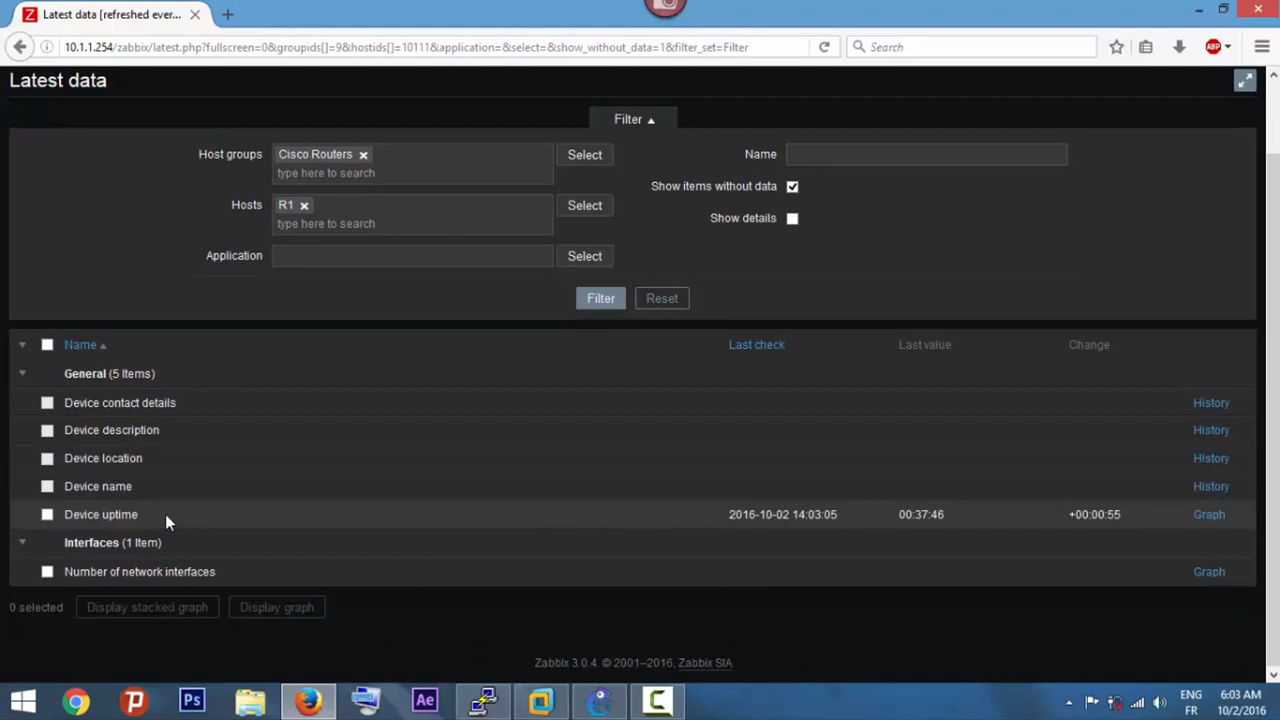 Latest data [refreshed ever...
10.1.1.254/zabbix/latest.php?fullscreen=0&groupids[]=9&hostids[]=10111&application=&select=&show_without_data=1&filter_set=Filter
Search
ABP
Latest data
Filter
Host groups
Cisco Routers
type here to search
Select
Name
Show items without data
Hosts
R1
type here to search
Select
Show details
Application
Select
Filter
Reset
Name
Last check
Last value
Change
General (5 Items)
Device contact details
History
Device description
History
Device location
History
Device name
History
Device uptime
2016-10-02 14:03:05
00:37:46
+00:00:55
Graph
Interfaces (1 Item)
Number of network interfaces
Graph
0 selected
Display stacked graph
Display graph
Zabbix 3.0.4. © 2001–2016, Zabbix SIA
Ps
Ae
ENG
FR
6:03 AM
10/2/2016